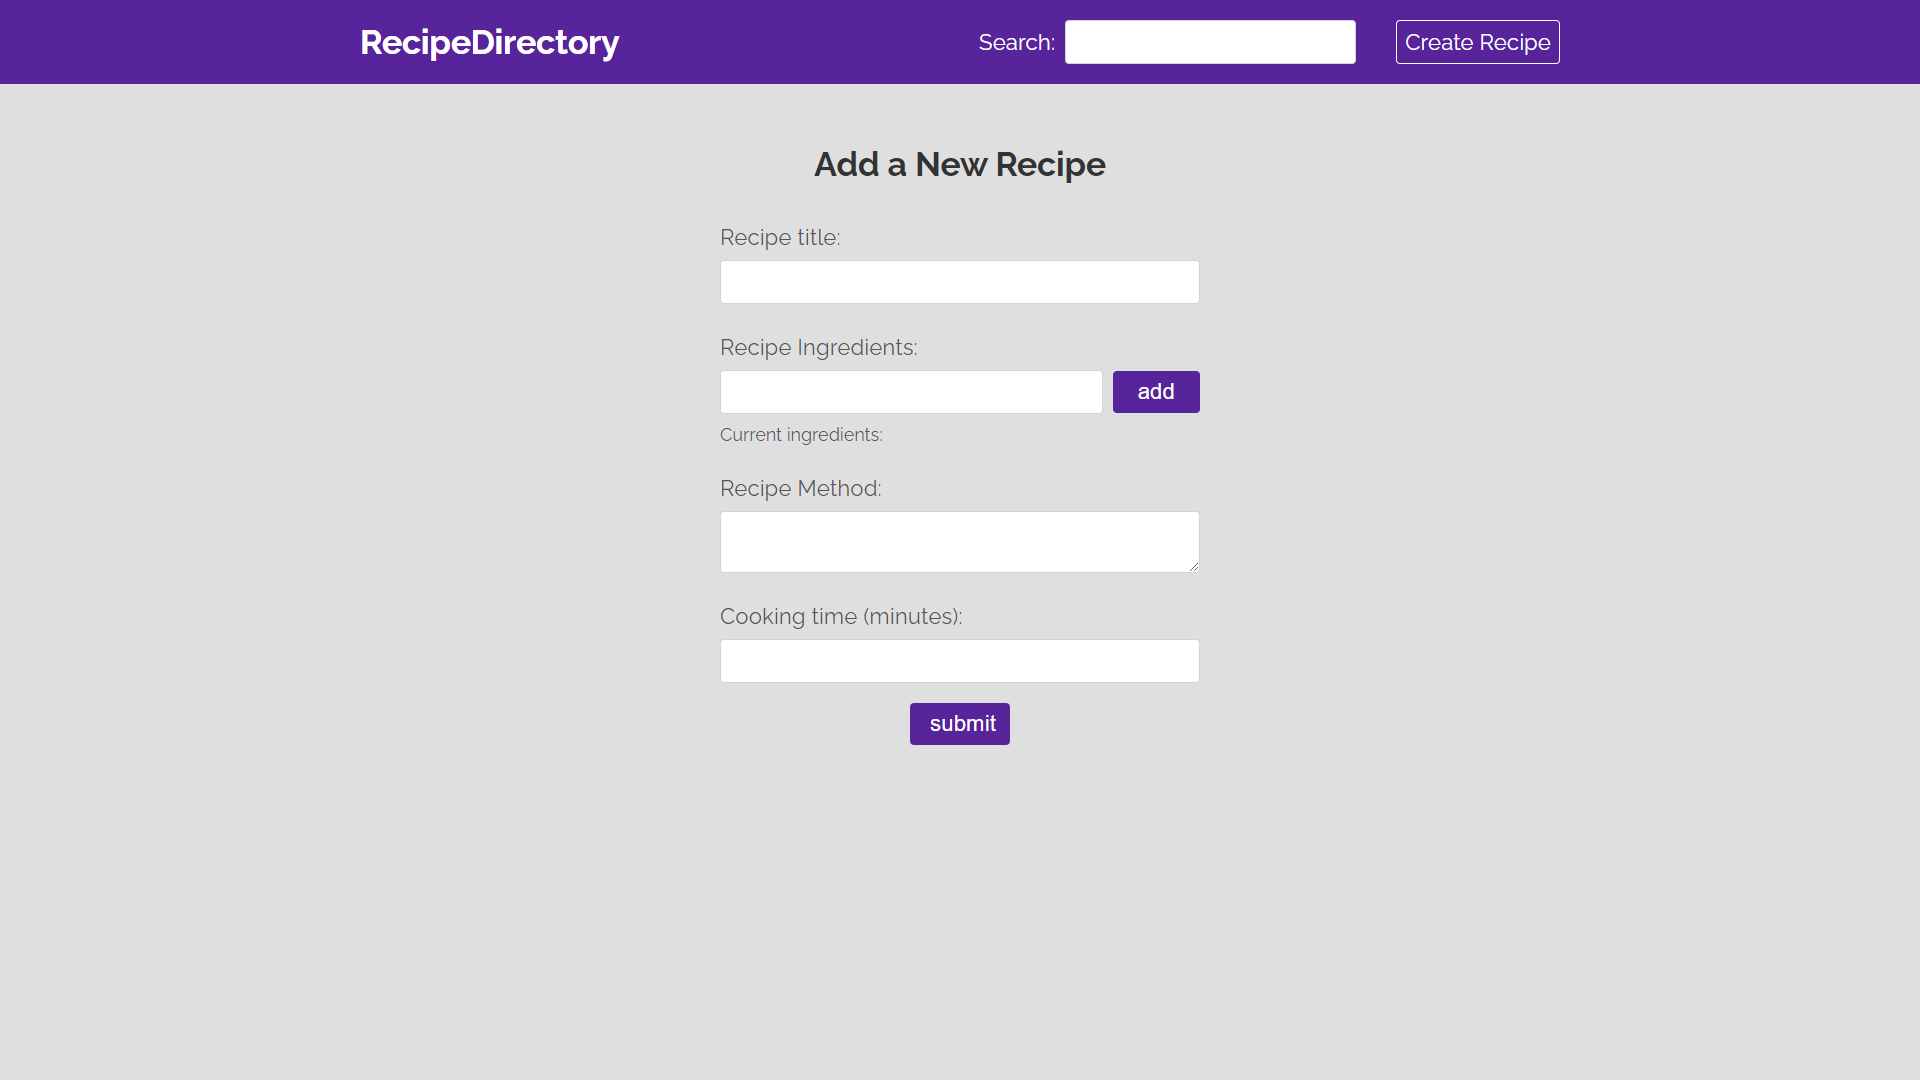 RecipeDirectory
Search:
Create Recipe
Add a New Recipe
Recipe title:
Recipe Ingredients:
add
Current ingredients:
Recipe Method:
Cooking time (minutes):
submit